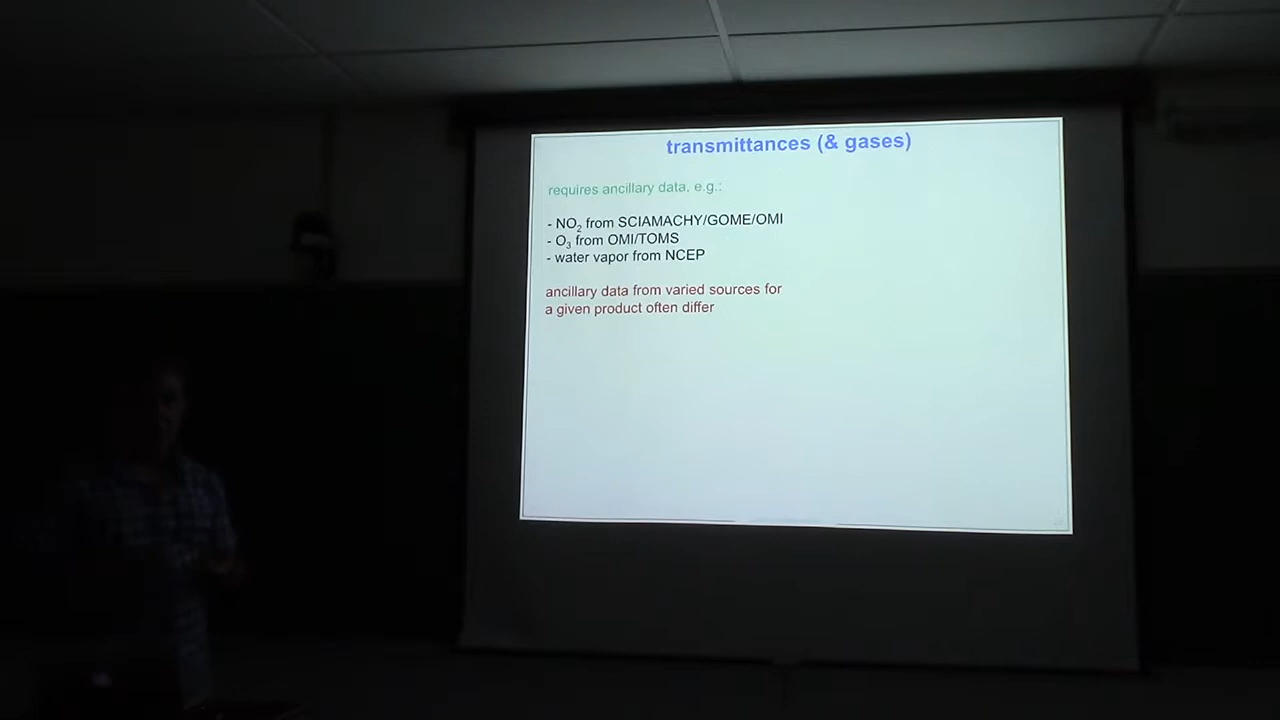 transmittances (& gases)
requires ancillary data, e.g.:
- NO₂ from SCIAMACHY/GOME/OMI
- O₃ from OMI/TOMS
- water vapor from NCEP
ancillary data from varied sources for
a given product often differ